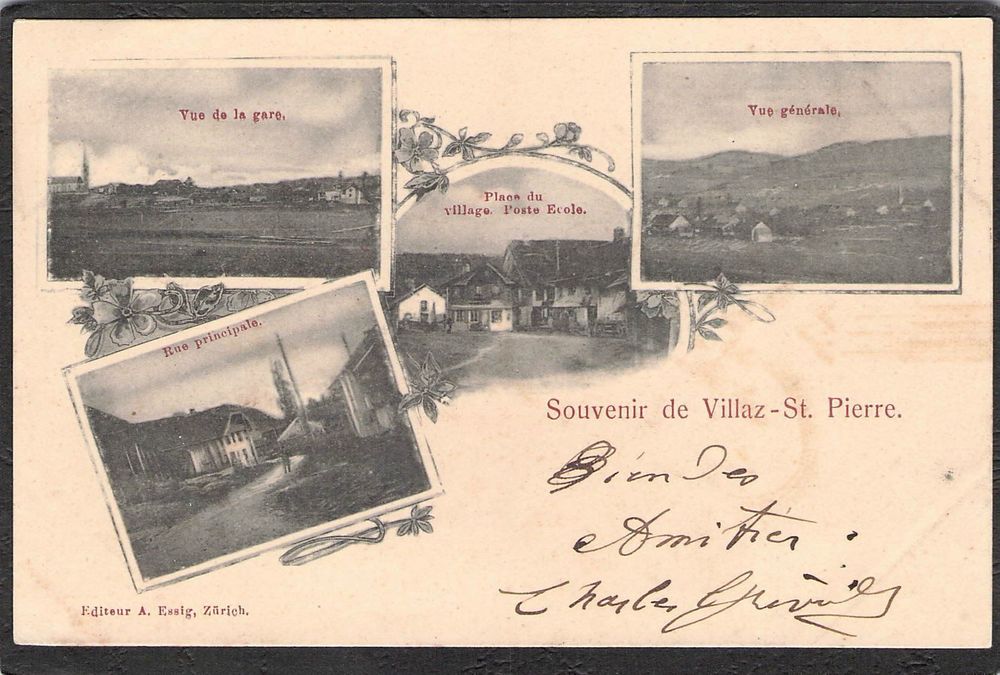 Vue de la gare,
Vue générale,
Place du
village. Poste Ecole.
Rue principale.
Souvenir de Villaz-St. Pierre.
Bien des
Amitiés.
Charles
Editeur A. Essig, Zürich.